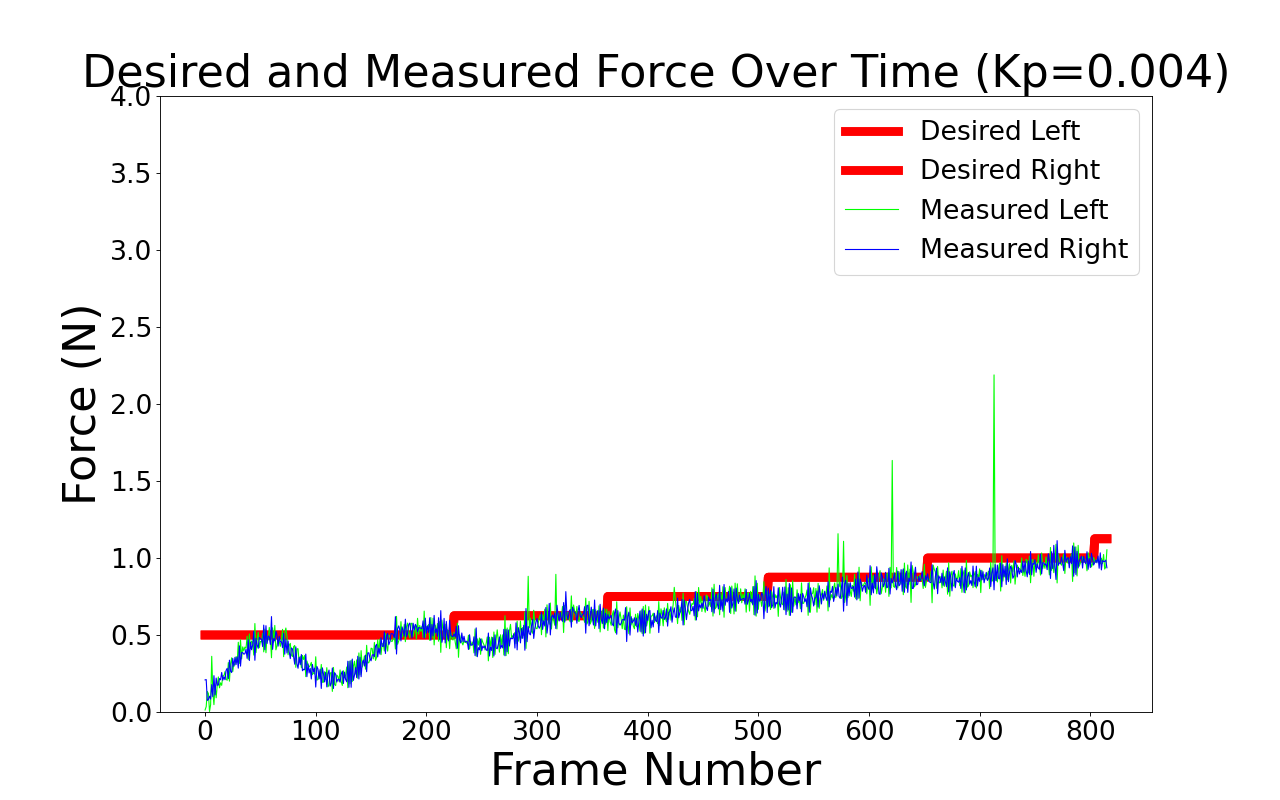 Desired and Measured Force Over Time (Kp=0.004)
Desired Left
Desired Right
Measured Left
Measured Right
Force (N)
4.0
3.5
3.0
2.5
2.0
1.5
1.0
0.5
0.0
0 100 200 300 400 500 600 700 800
Frame Number